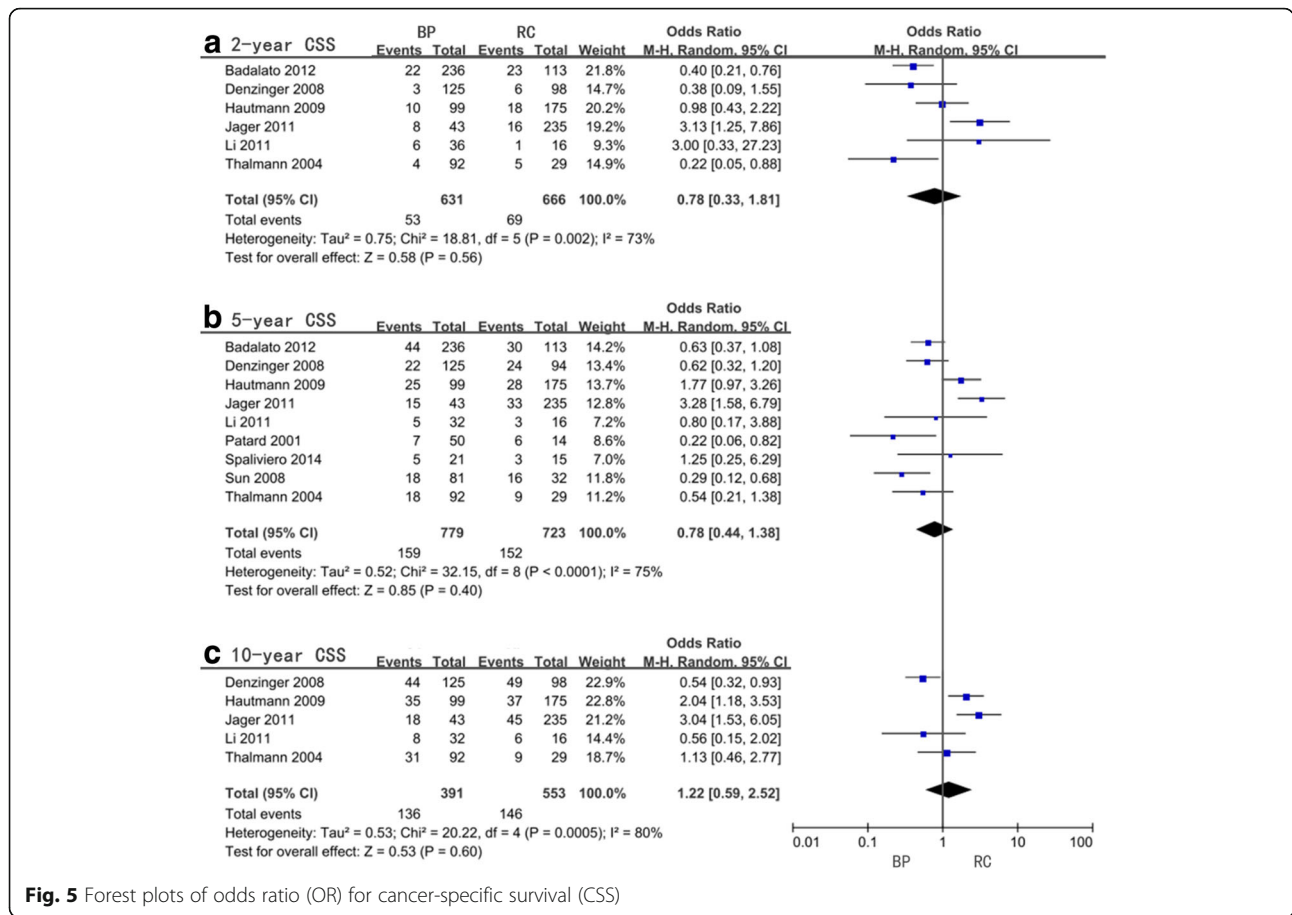 BP RC Odds Ratio Odds Ratio
a 2-year CSS Events Total Events Total Weight M-H, Random, 95% CI M-H, Random, 95% CI
Badalato 2012 22 236 23 113 21.8% 0.40 [0.21, 0.76]
Denzinger 2008 3 125 6 98 14.7% 0.38 [0.09, 1.55]
Hautmann 2009 10 99 18 175 20.2% 0.98 [0.43, 2.22]
Jager 2011 8 43 16 235 19.2% 3.13 [1.25, 7.86]
Li 2011 6 36 1 16 9.3% 3.00 [0.33, 27.23]
Thalmann 2004 4 92 5 29 14.9% 0.22 [0.05, 0.88]
Total (95% CI) 631 666 100.0% 0.78 [0.33, 1.81]
Total events 53 69
Heterogeneity: Tau² = 0.75; Chi² = 18.81, df = 5 (P = 0.002); I² = 73%
Test for overall effect: Z = 0.58 (P = 0.56)
Odds Ratio
b 5-year CSS Events Total Events Total Weight M-H, Random, 95% CI
Badalato 2012 44 236 30 113 14.2% 0.63 [0.37, 1.08]
Denzinger 2008 22 125 24 94 13.4% 0.62 [0.32, 1.20]
Hautmann 2009 25 99 28 175 13.7% 1.77 [0.97, 3.26]
Jager 2011 15 43 33 235 12.8% 3.28 [1.58, 6.79]
Li 2011 5 32 3 16 7.2% 0.80 [0.17, 3.88]
Patard 2001 7 50 6 14 8.6% 0.22 [0.06, 0.82]
Spaliviero 2014 5 21 3 15 7.0% 1.25 [0.25, 6.29]
Sun 2008 18 81 16 32 11.8% 0.29 [0.12, 0.68]
Thalmann 2004 18 92 9 29 11.2% 0.54 [0.21, 1.38]
Total (95% CI) 779 723 100.0% 0.78 [0.44, 1.38]
Total events 159 152
Heterogeneity: Tau² = 0.52; Chi² = 32.15, df = 8 (P < 0.0001); I² = 75%
Test for overall effect: Z = 0.85 (P = 0.40)
Odds Ratio
c 10-year CSS Events Total Events Total Weight M-H, Random, 95% CI
Denzinger 2008 44 125 49 98 22.9% 0.54 [0.32, 0.93]
Hautmann 2009 35 99 37 175 22.8% 2.04 [1.18, 3.53]
Jager 2011 18 43 45 235 21.2% 3.04 [1.53, 6.05]
Li 2011 8 32 6 16 14.4% 0.56 [0.15, 2.02]
Thalmann 2004 31 92 9 29 18.7% 1.13 [0.46, 2.77]
Total (95% CI) 391 553 100.0% 1.22 [0.59, 2.52]
Total events 136 146
Heterogeneity: Tau² = 0.53; Chi² = 20.22, df = 4 (P = 0.0005); I² = 80%
Test for overall effect: Z = 0.53 (P = 0.60)
0.01 0.1 1 10 100
BP RC
Fig. 5 Forest plots of odds ratio (OR) for cancer-specific survival (CSS)